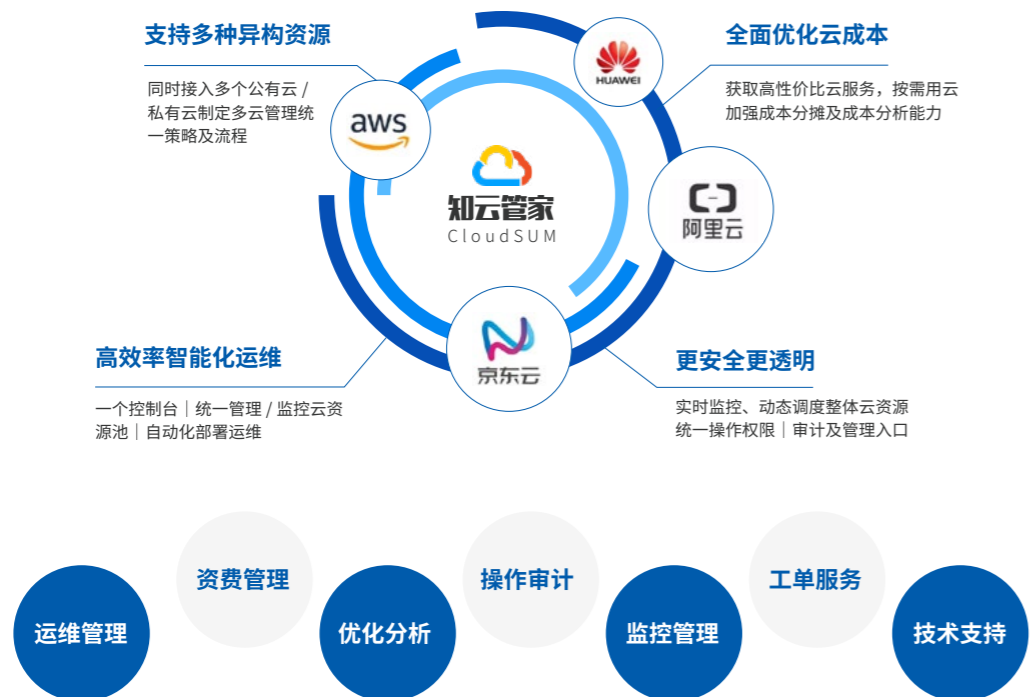 支持多种异构资源
同时接入多个公有云 /
私有云制定多云管理统
一策略及流程
aws
HUAWEI
全面优化云成本
获取高性价比云服务，按需用云
加强成本分摊及成本分析能力
知云管家
CloudSUM
阿里云
京东云
高效率智能化运维
一个控制台｜统一管理 / 监控云资
源池｜自动化部署运维
更安全更透明
实时监控、动态调度整体云资源
统一操作权限｜审计及管理入口
运维管理
资费管理
优化分析
操作审计
监控管理
工单服务
技术支持